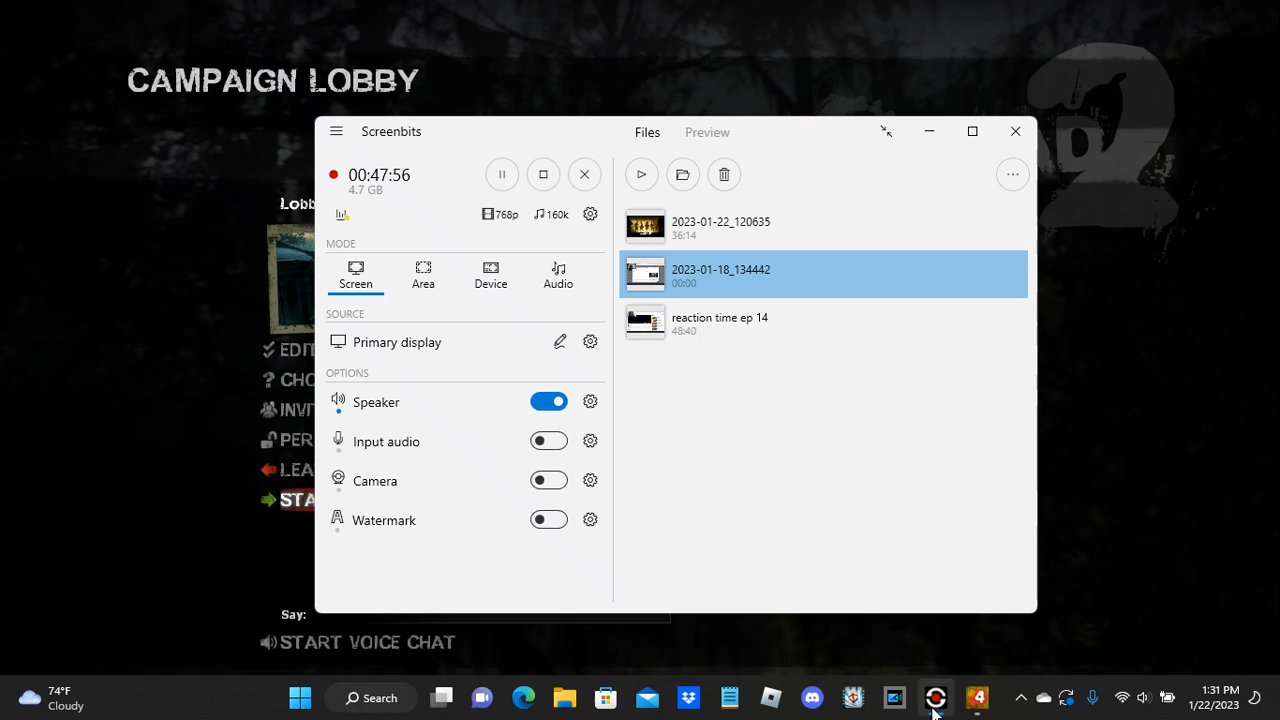 CAMPAIGN LOBBY
Screenbits
Files
Preview
00:47:56
4.7 GB
768p
160k
MODE
Screen
Area
Device
Audio
SOURCE
Primary display
OPTIONS
Speaker
Input audio
Camera
Watermark
2023-01-22_120635
36:14
2023-01-18_134442
00:00
reaction time ep 14
48:40
Lobb
EDIT
CHO
INVI
PER
LEA
STA
Say:
START VOICE CHAT
74°F
Cloudy
Search
4
1:31 PM
1/22/2023